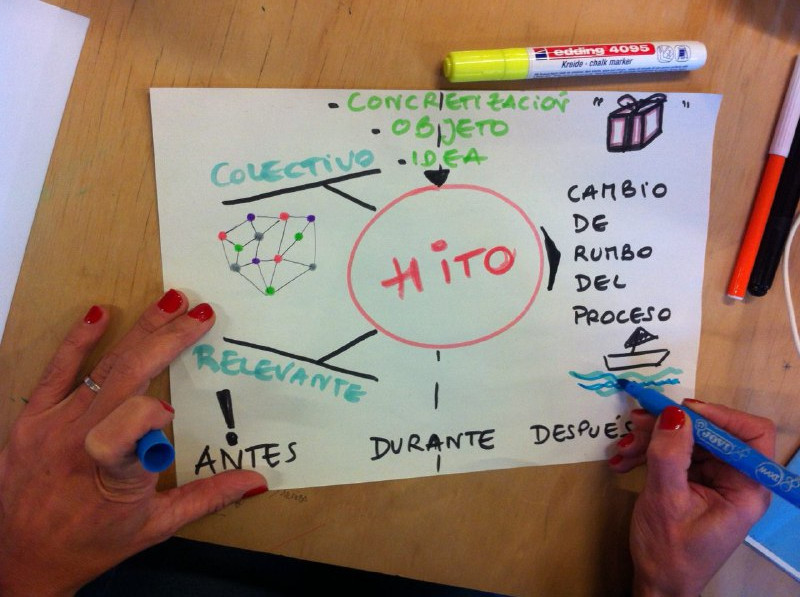 edding 4095
Kreide - chalk marker
- CONCRETIZACIÓN
- OBJETO
- IDEA
" "
COLECTIVO
HITO
CAMBIO
DE
RUMBO
DEL
PROCESO
RELEVANTE
!
ANTES
DURANTE
DESPUÉS